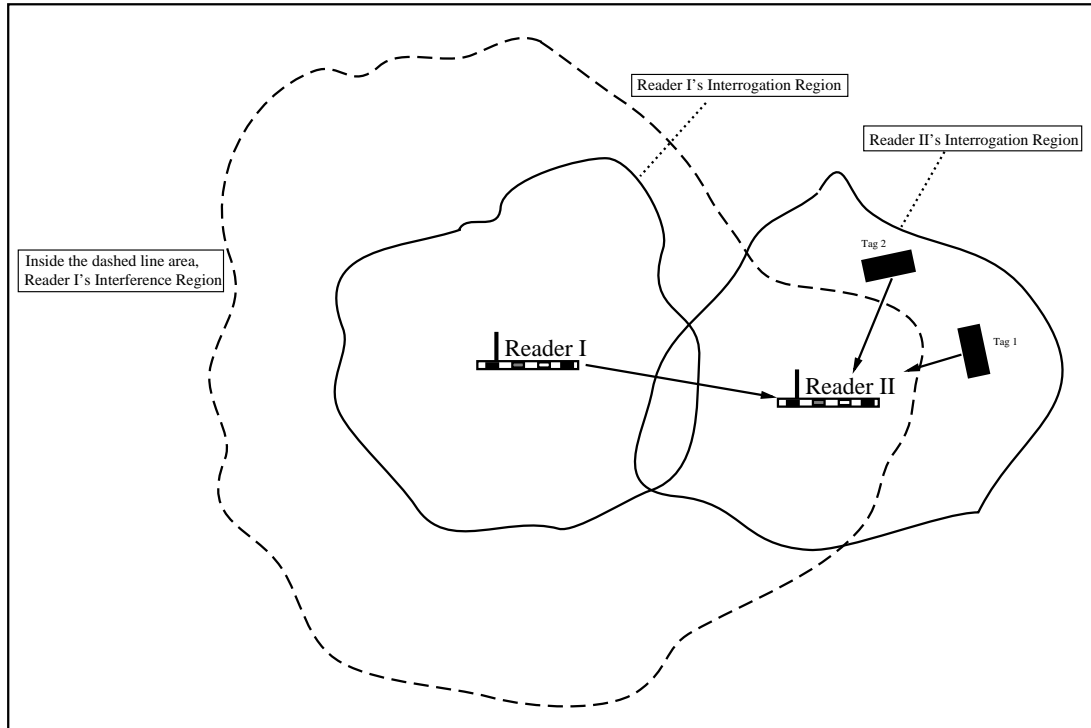 Reader I's Interrogation Region
Reader II's Interrogation Region
Tag 2
Inside the dashed line area,
Reader I's Interference Region
Tag 1
Reader I
Reader II